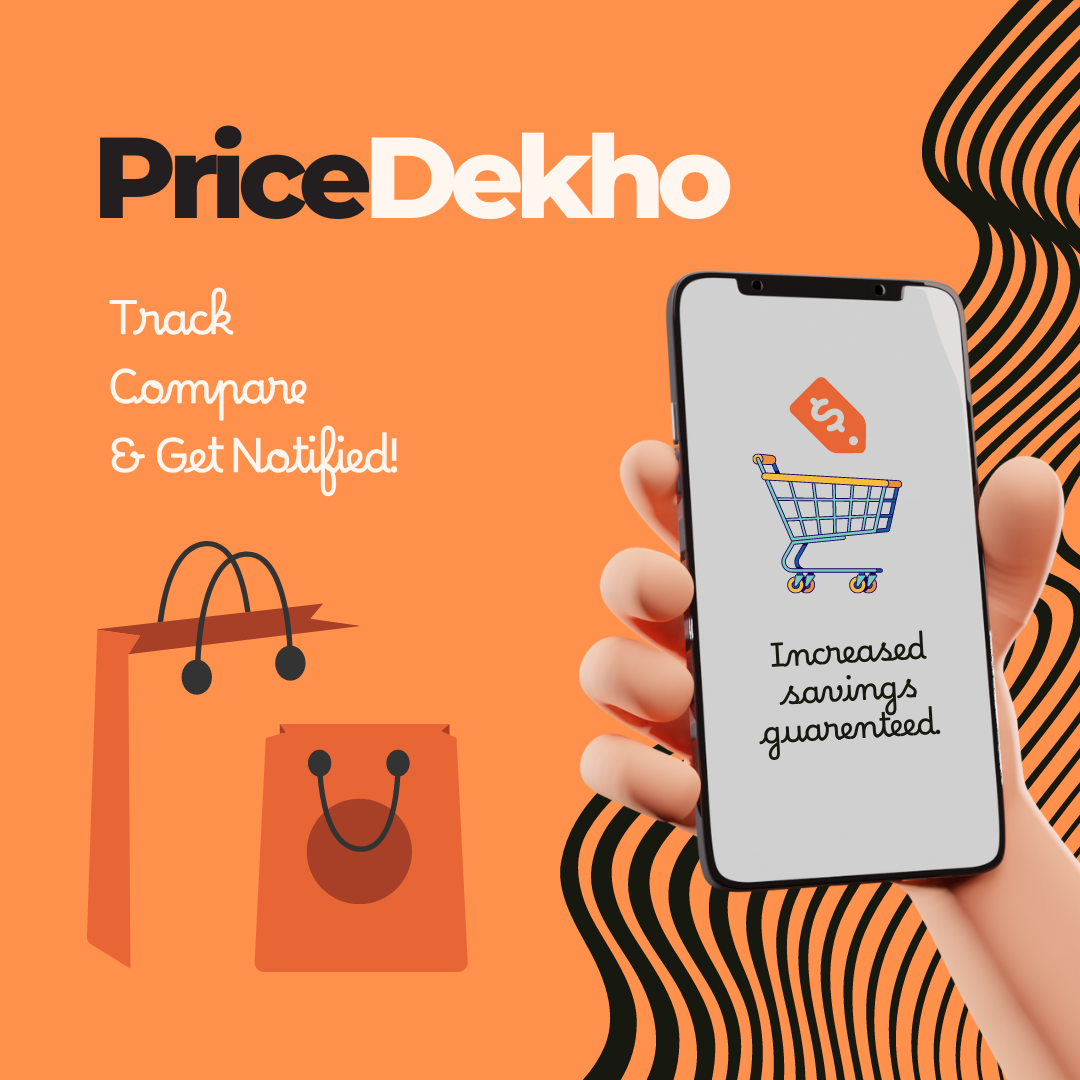 PriceDekho
Track
Compare
& Get Notified!
$
Increased
savings
guarenteed.